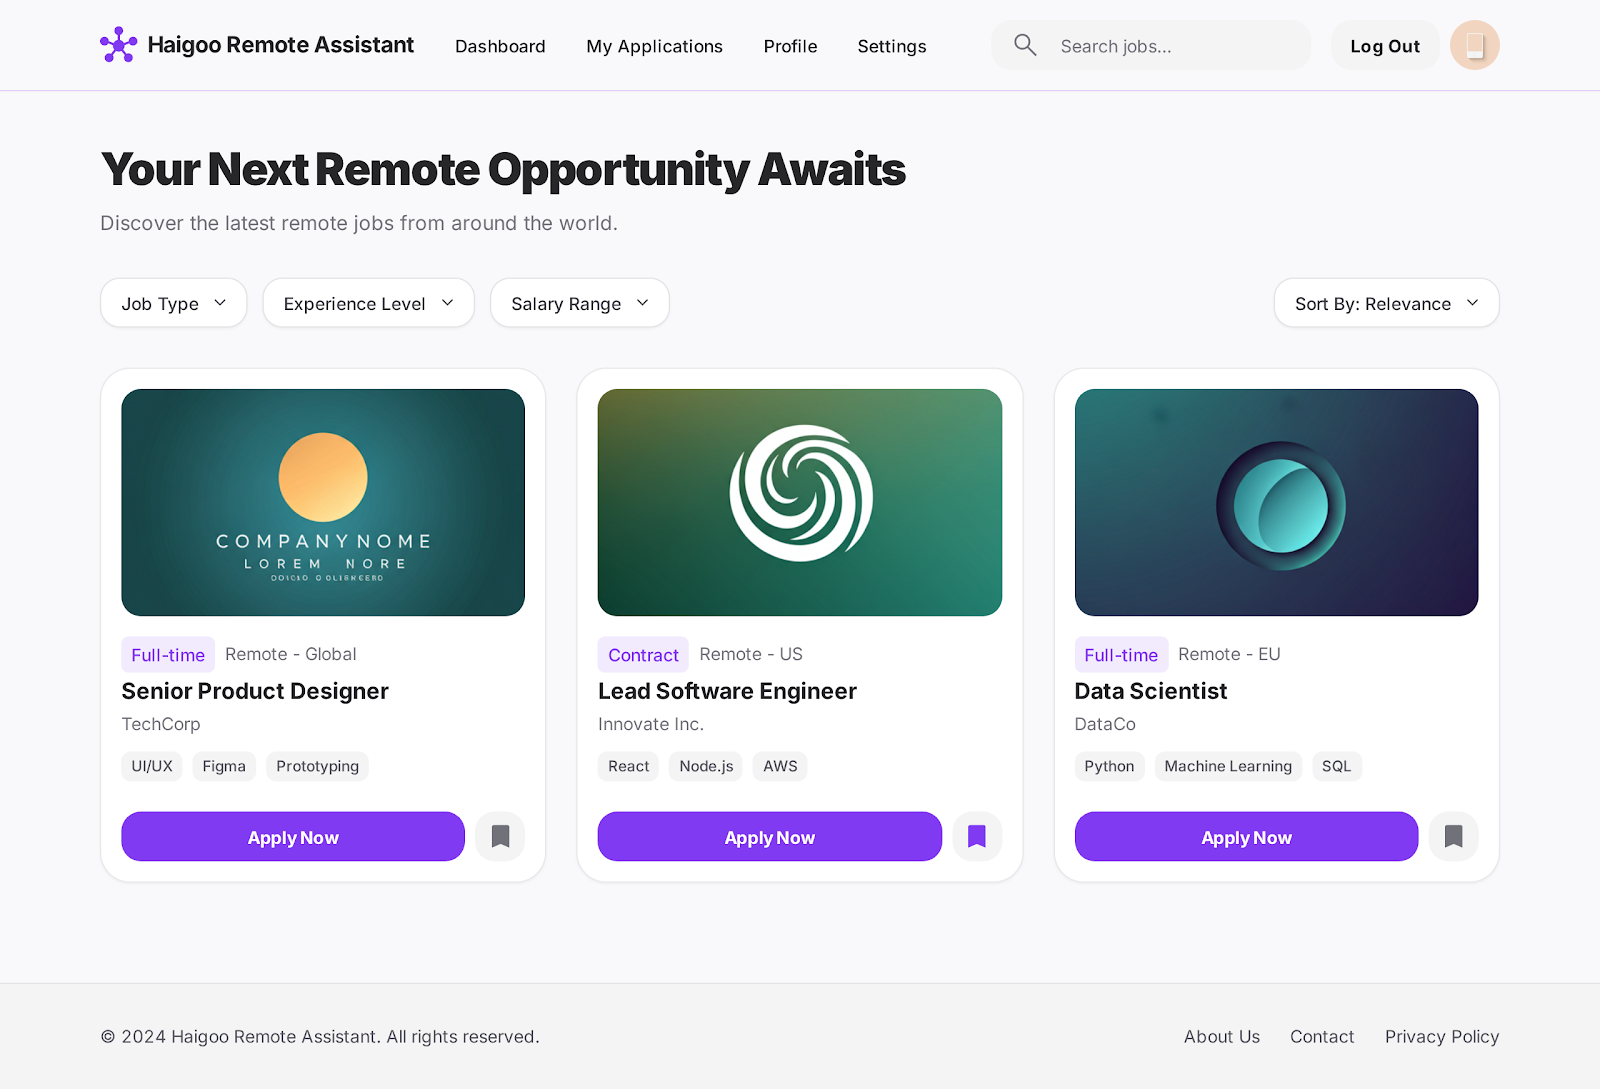 Haigoo Remote Assistant
Dashboard
My Applications
Profile
Settings
Search jobs...
Log Out
Your Next Remote Opportunity Awaits
Discover the latest remote jobs from around the world.
Job Type
Experience Level
Salary Range
Sort By: Relevance
COMPANYNOME
LOREM NORE
Full-time Remote - Global
Senior Product Designer
TechCorp
UI/UX Figma Prototyping
Apply Now
Contract Remote - US
Lead Software Engineer
Innovate Inc.
React Node.js AWS
Apply Now
Full-time Remote - EU
Data Scientist
DataCo
Python Machine Learning SQL
Apply Now
© 2024 Haigoo Remote Assistant. All rights reserved.
About Us
Contact
Privacy Policy